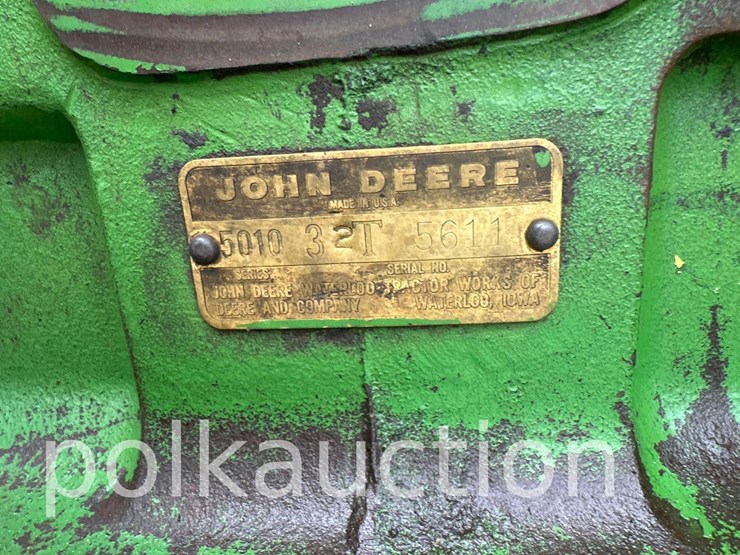 JOHN DEERE
MADE IN U.S.A.
5010 32T 5611
SERIES SERIAL NO.
JOHN DEERE WATERLOO TRACTOR WORKS OF
DEERE AND COMPANY WATERLOO, IOWA
polkauction